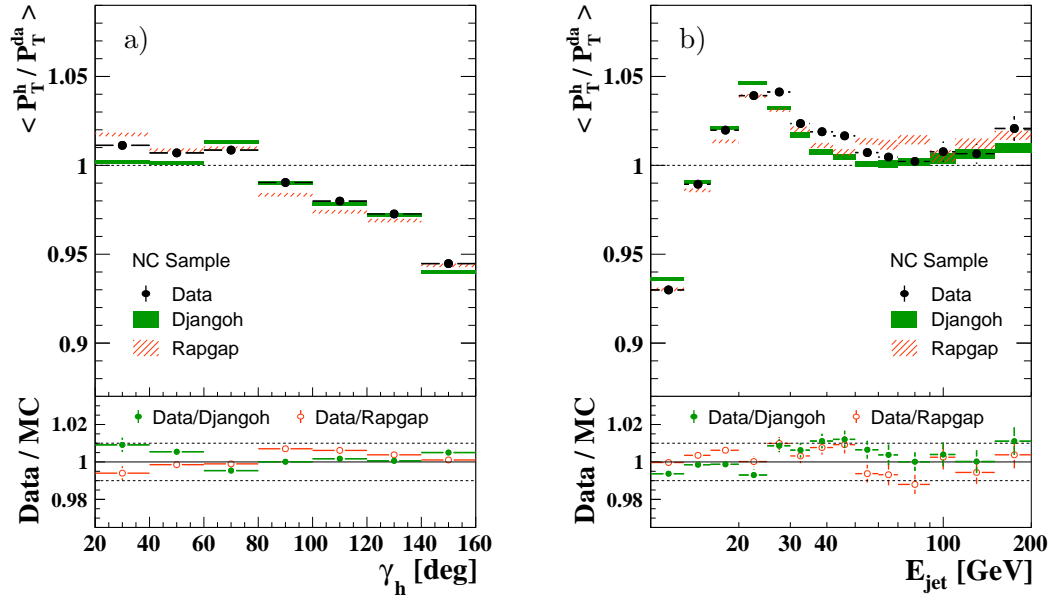 a)
< P_T^h / P_T^da >
1.05
1
0.95
0.9
NC Sample
Data
Djangoh
Rapgap
Data / MC
1.02
1
0.98
Data/Djangoh
Data/Rapgap
20 40 60 80 100 120 140 160
γ_h [deg]
b)
< P_T^h / P_T^da >
1.05
1
0.95
0.9
NC Sample
Data
Djangoh
Rapgap
Data / MC
1.02
1
0.98
Data/Djangoh
Data/Rapgap
20 30 40 100 200
E_jet [GeV]